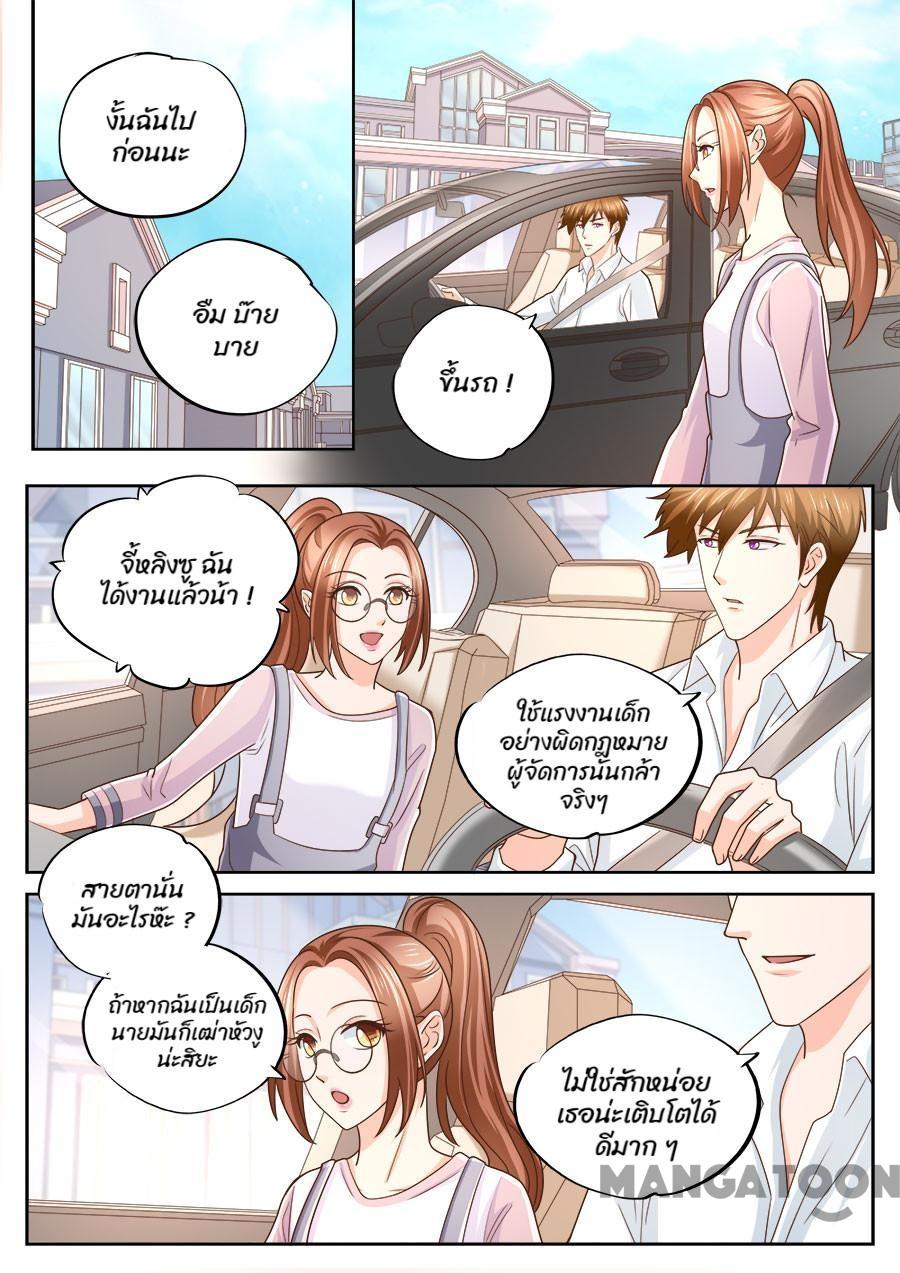 งั้นฉันไป
ก่อนนะ
อืม บ๊าย
บาย
ขึ้นรถ !
จี้หลิงซู ฉัน
ได้งานแล้วน้า !
ใช้แรงงานเด็ก
อย่างผิดกฎหมาย
ผู้จัดการนั่นกล้า
จริงๆ
สายตานั่น
มันอะไรห๊ะ ?
ถ้าหากฉันเป็นเด็ก
นายมันก็เฒ่าหัวงู
น่ะสิยะ
ไม่ใช่สักหน่อย
เธอน่ะเติบโตได้
ดีมาก ๆ
MANGATOON